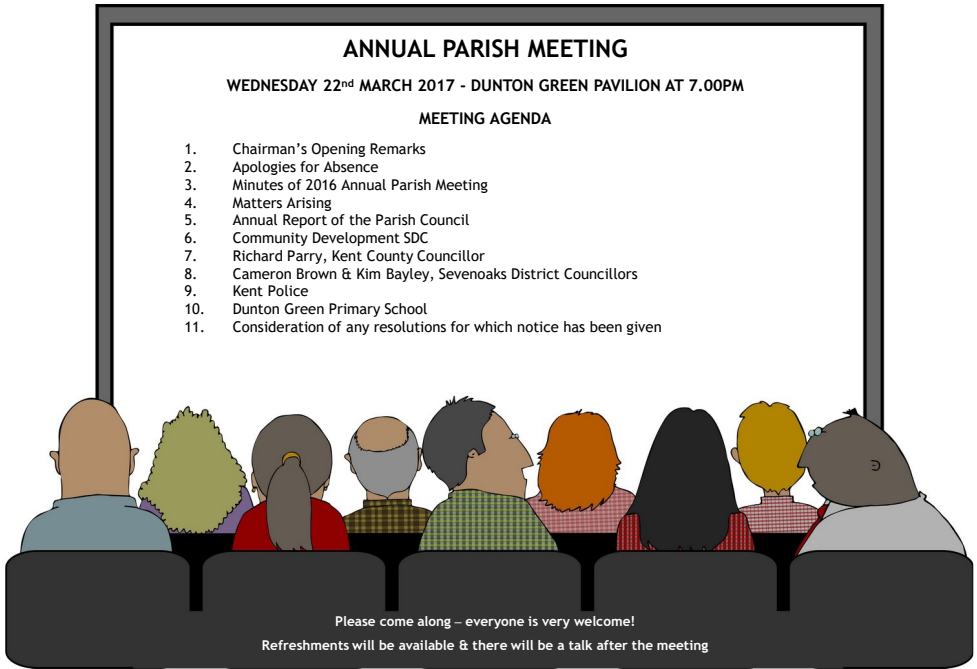 ANNUAL PARISH MEETING
WEDNESDAY 22nd MARCH 2017 - DUNTON GREEN PAVILION AT 7.00PM
MEETING AGENDA
1. Chairman's Opening Remarks
2. Apologies for Absence
3. Minutes of 2016 Annual Parish Meeting
4. Matters Arising
5. Annual Report of the Parish Council
6. Community Development SDC
7. Richard Parry, Kent County Councillor
8. Cameron Brown & Kim Bayley, Sevenoaks District Councillors
9. Kent Police
10. Dunton Green Primary School
11. Consideration of any resolutions for which notice has been given
Please come along – everyone is very welcome!
Refreshments will be available & there will be a talk after the meeting